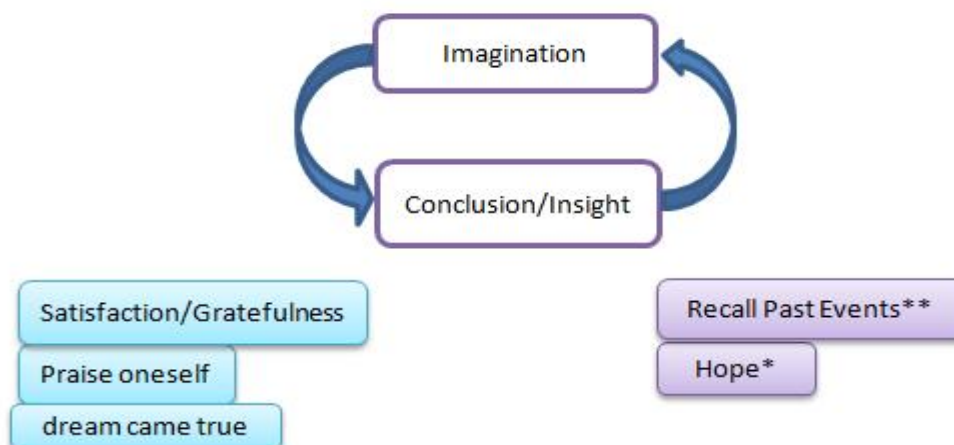 Imagination
Conclusion/Insight
Satisfaction/Gratefulness
Praise oneself
dream came true
Recall Past Events**
Hope*